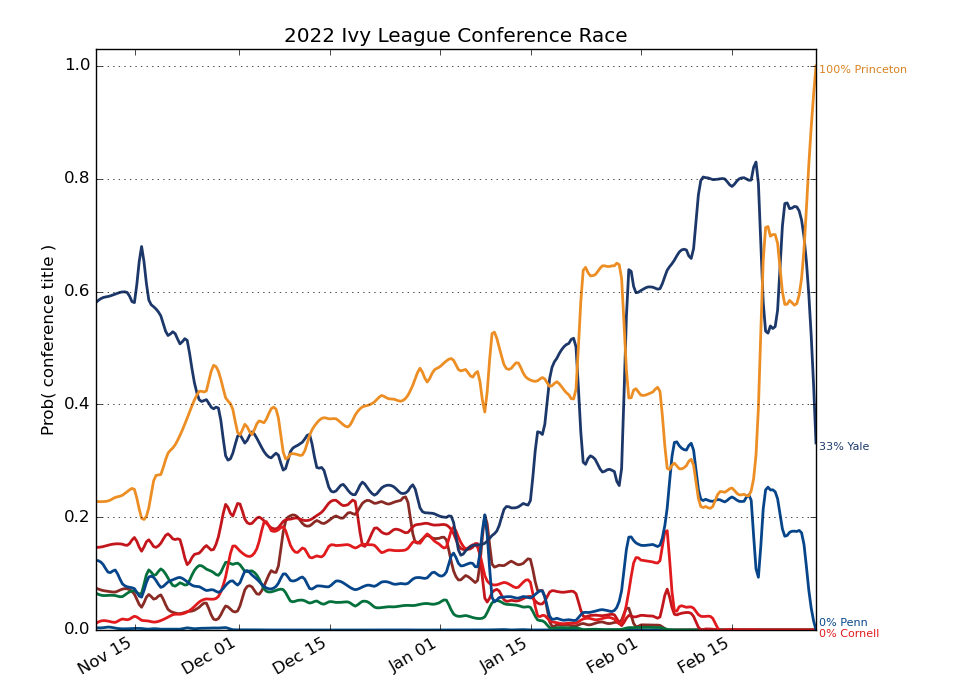 2022 Ivy League Conference Race
Prob( conference title )
1.0
0.8
0.6
0.4
0.2
0.0
Nov 15
Dec 01
Dec 15
Jan 01
Jan 15
Feb 01
Feb 15
100% Princeton
33% Yale
0% Penn
0% Cornell